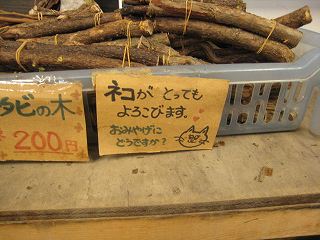 タビの木
200円
ネコが とっても
よろこびます。
おみやげに
どうですか?